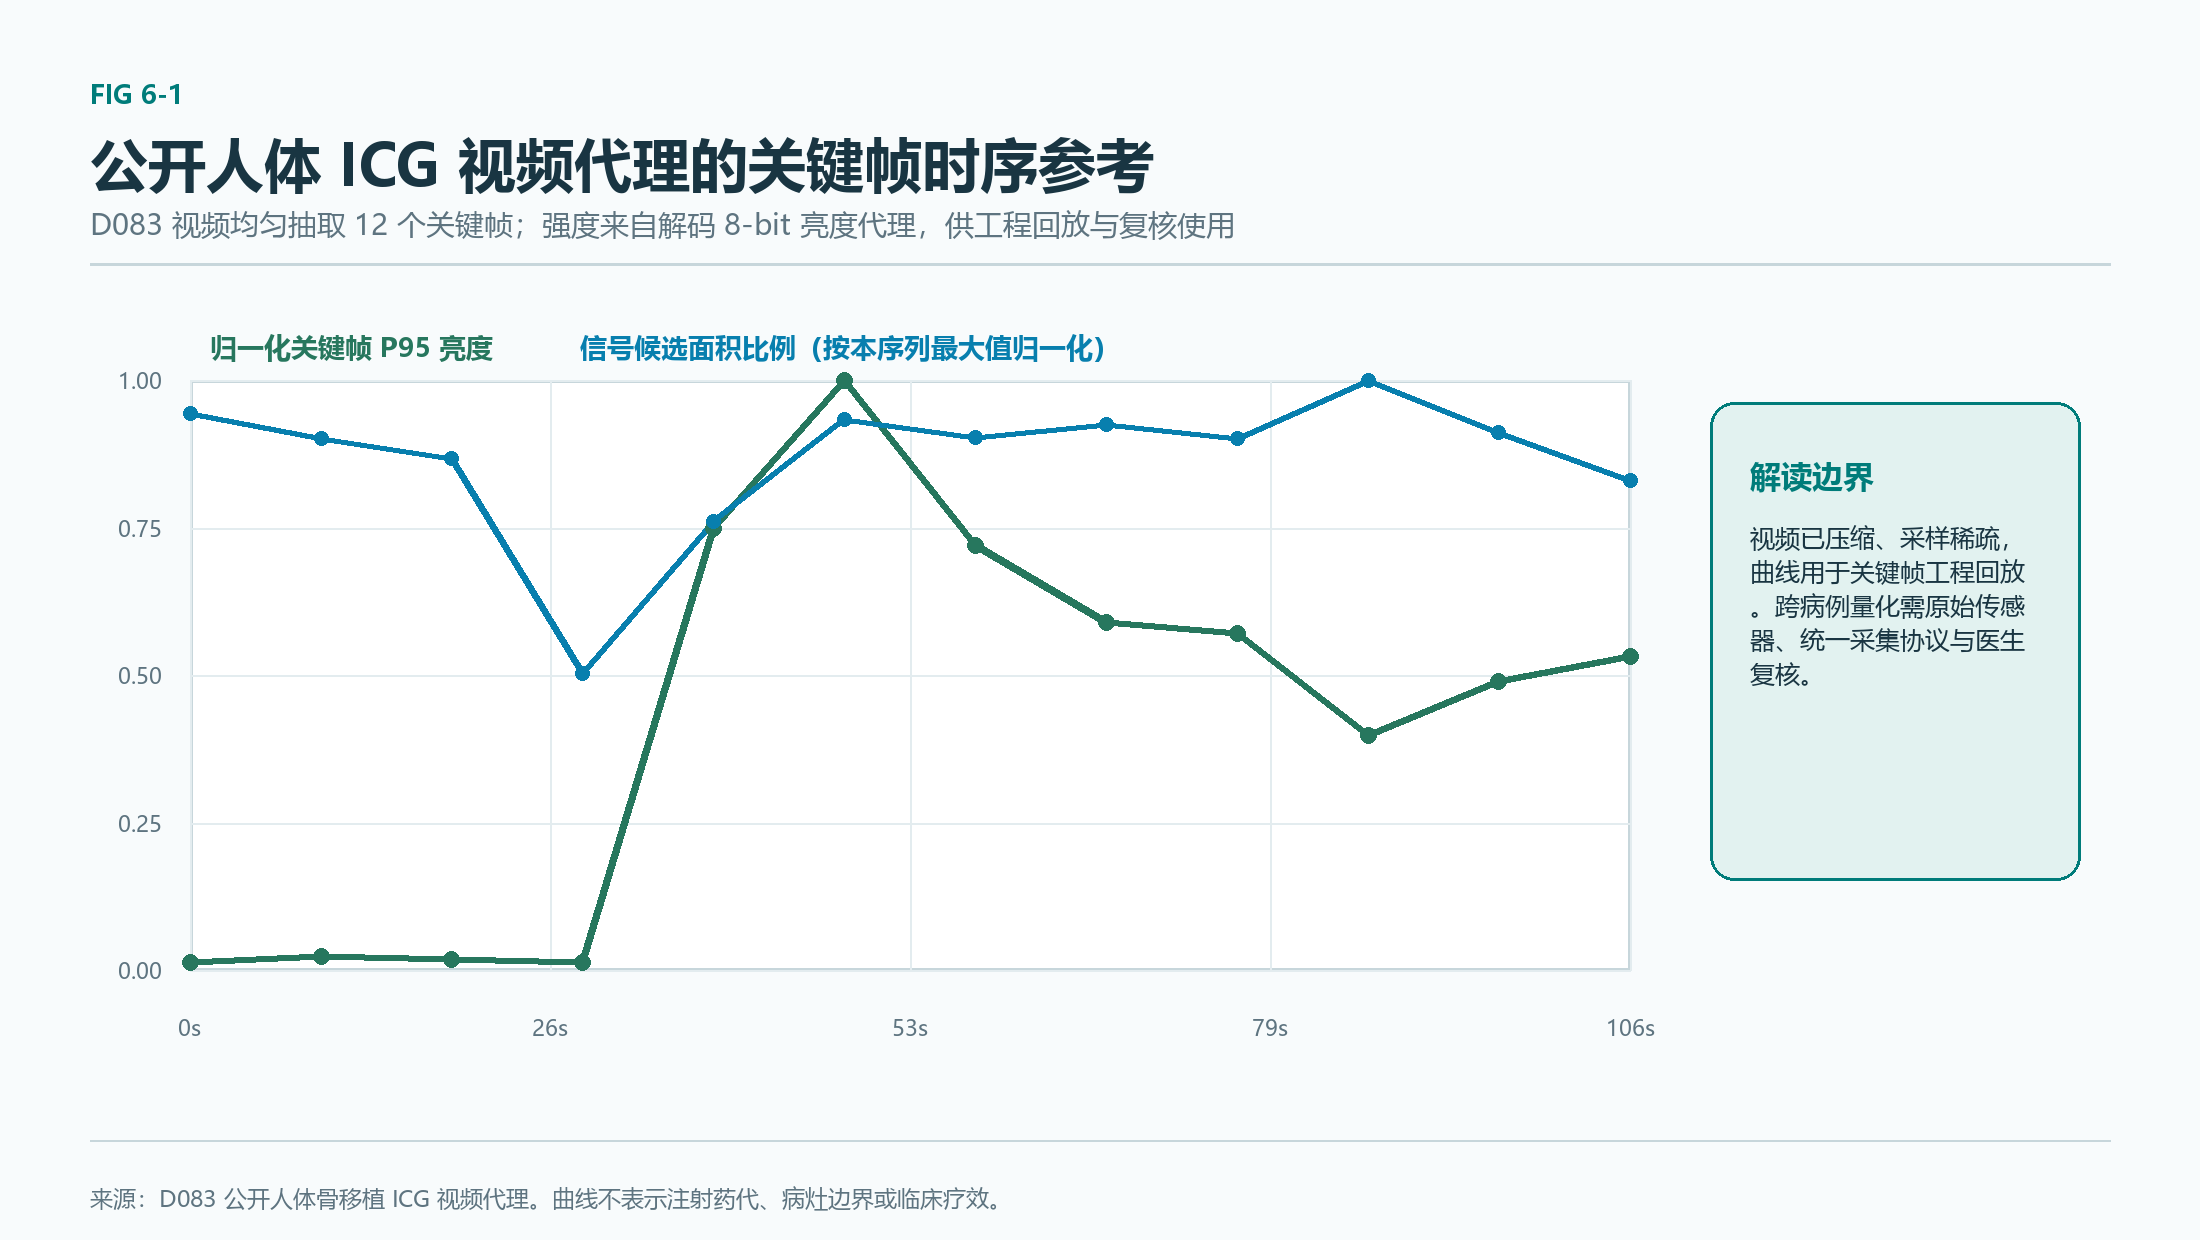 FIG 6-1
公开人体 ICG 视频代理的关键帧时序参考
D083 视频均匀抽取 12 个关键帧；强度来自解码 8-bit 亮度代理，供工程回放与复核使用
归一化关键帧 P95 亮度
信号候选面积比例（按本序列最大值归一化）
1.00
0.75
0.50
0.25
0.00
0s
26s
53s
79s
106s
解读边界
视频已压缩、采样稀疏，
曲线用于关键帧工程回放
。跨病例量化需原始传感
器、统一采集协议与医生
复核。
来源：D083 公开人体骨移植 ICG 视频代理。曲线不表示注射药代、病灶边界或临床疗效。